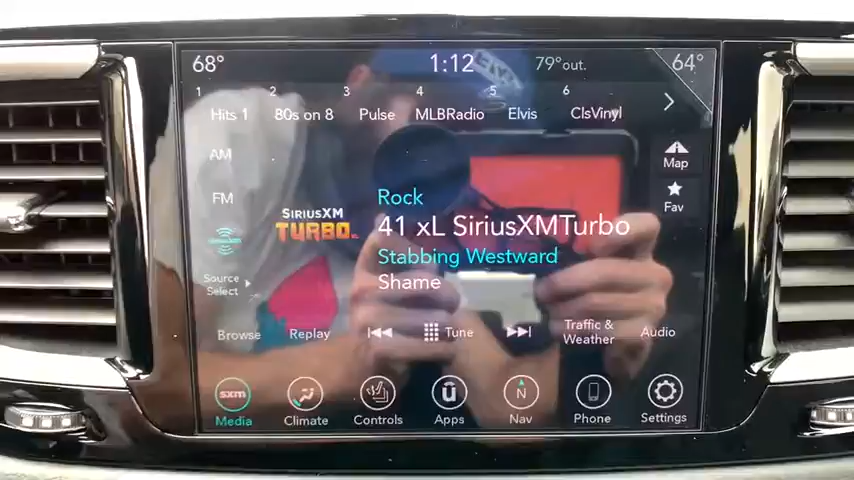 68° 1:12 79°out. 64°
1 2 3 4 5 6
Hits 1 80s on 8 Pulse MLBRadio Elvis ClsVinyl
AM
Map
FM
Fav
Rock
SIRIUSXM
TURBO
41 xL SiriusXMTurbo
Stabbing Westward
Source
Select
Shame
Browse Replay Tune Traffic &
Weather Audio
sxm N
Media Climate Controls Apps Nav Phone Settings